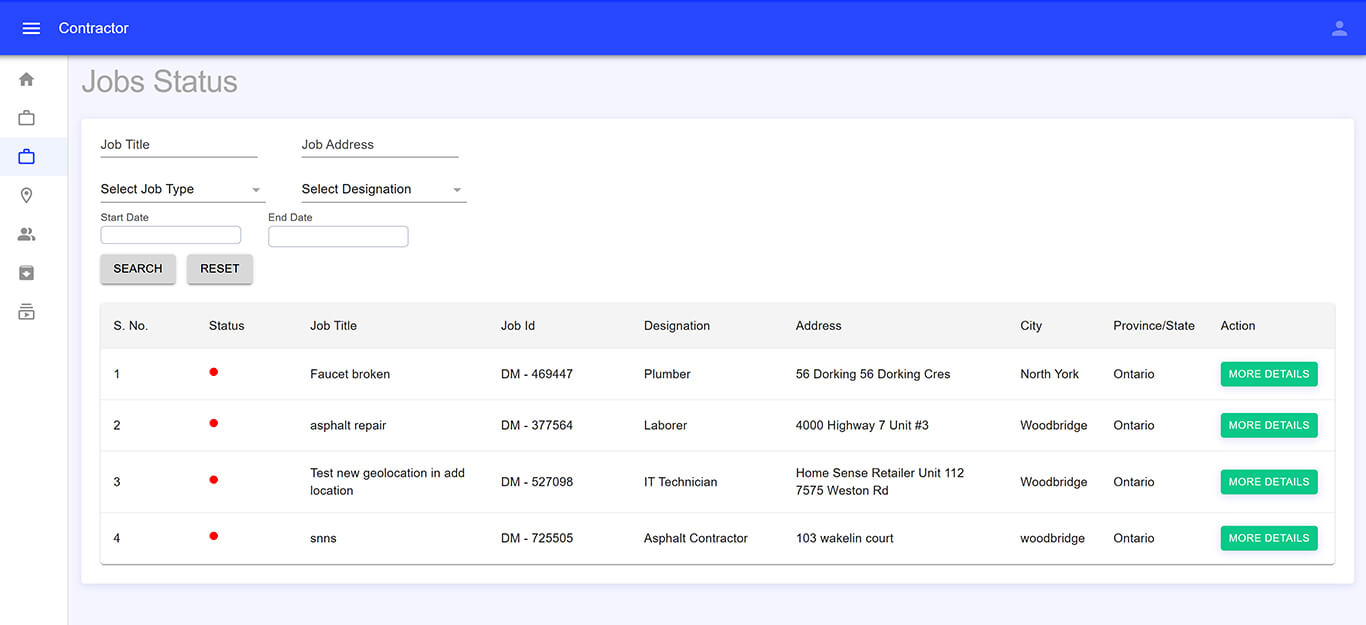 Contractor
Jobs Status
Job Title Job Address
Select Job Type Select Designation
Start Date End Date
SEARCH RESET
S. No. Status Job Title Job Id Designation Address City Province/State Action
1 Faucet broken DM - 469447 Plumber 56 Dorking 56 Dorking Cres North York Ontario MORE DETAILS
2 asphalt repair DM - 377564 Laborer 4000 Highway 7 Unit #3 Woodbridge Ontario MORE DETAILS
Test new geolocation in add Home Sense Retailer Unit 112
3 DM - 527098 IT Technician Woodbridge Ontario MORE DETAILS
location 7575 Weston Rd
4 snns DM - 725505 Asphalt Contractor 103 wakelin court woodbridge Ontario MORE DETAILS